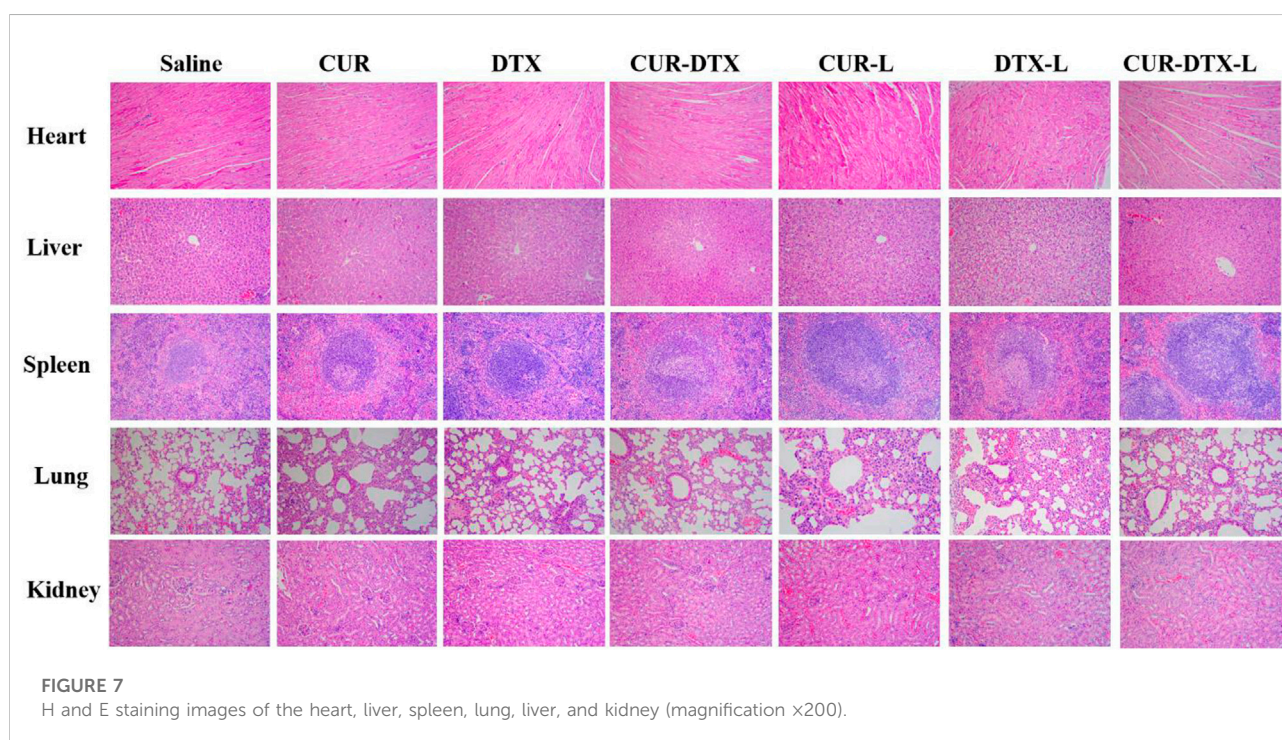 Saline CUR DTX CUR-DTX CUR-L DTX-L CUR-DTX-L
Heart
Liver
Spleen
Lung
Kidney
FIGURE 7
H and E staining images of the heart, liver, spleen, lung, liver, and kidney (magnification ×200).